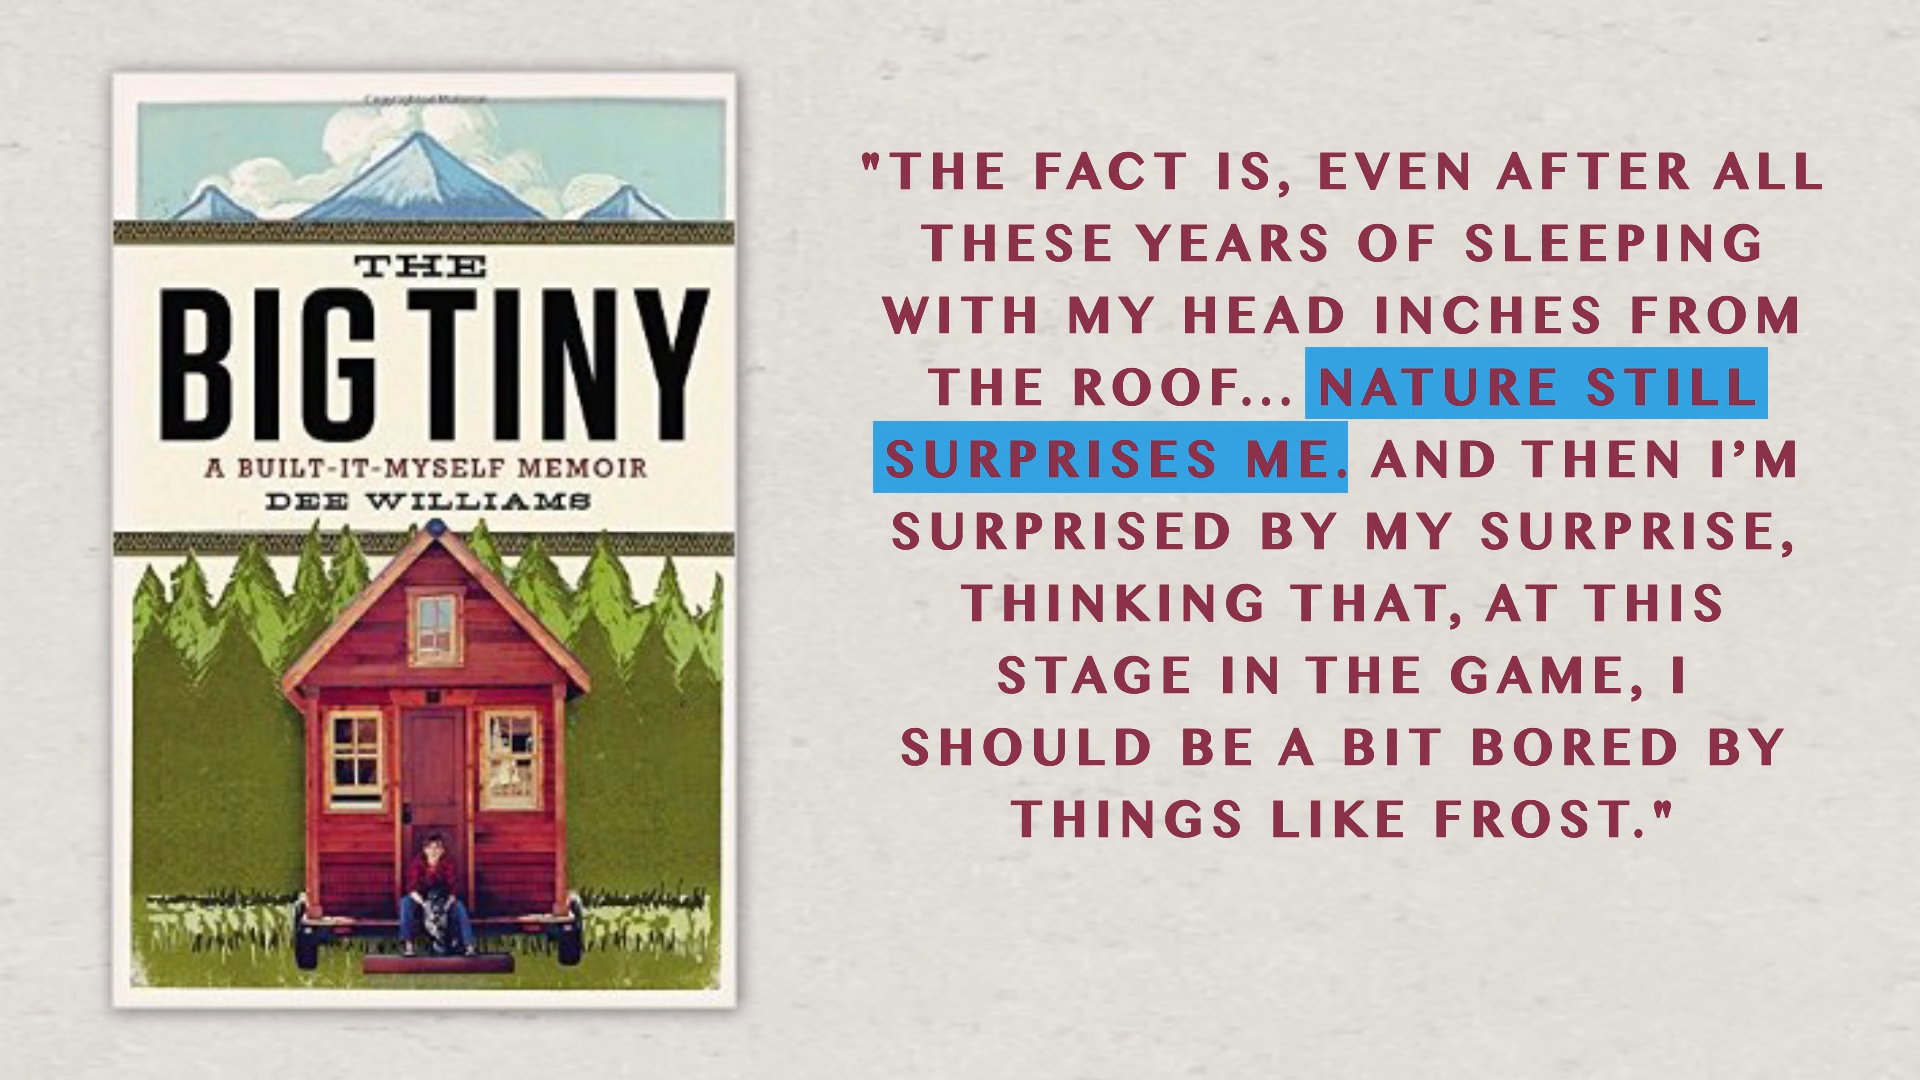 Copyrighted Material
THE
BIG TINY
A BUILT-IT-MYSELF MEMOIR
DEE WILLIAMS
"THE FACT IS, EVEN AFTER ALL
THESE YEARS OF SLEEPING
WITH MY HEAD INCHES FROM
THE ROOF... NATURE STILL
SURPRISES ME. AND THEN I’M
SURPRISED BY MY SURPRISE,
THINKING THAT, AT THIS
STAGE IN THE GAME, I
SHOULD BE A BIT BORED BY
THINGS LIKE FROST."